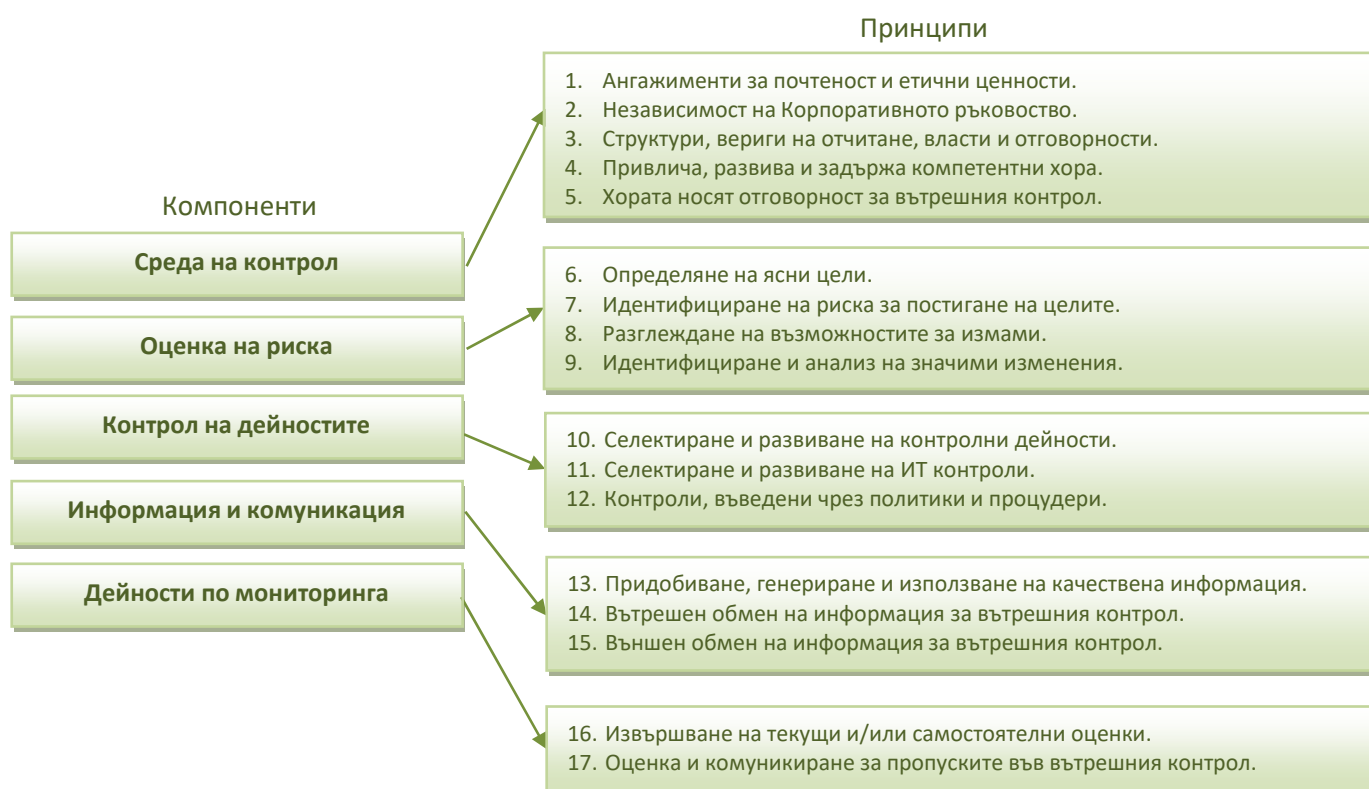 Принципи
1. Ангажименти за почтеност и етични ценности.
2. Независимост на Корпоративното ръковоство.
3. Структури, вериги на отчитане, власти и отговорности.
4. Привлича, развива и задържа компетентни хора.
5. Хората носят отговорност за вътрешния контрол.
Компоненти
Среда на контрол
6. Определяне на ясни цели.
7. Идентифициране на риска за постигане на целите.
8. Разглеждане на възможностите за измами.
9. Идентифициране и анализ на значими изменения.
Оценка на риска
Контрол на дейностите
10. Селектиране и развиване на контролни дейности.
11. Селектиране и развиване на ИТ контроли.
12. Контроли, въведени чрез политики и процудери.
Информация и комуникация
Дейности по мониторинга
13. Придобиване, генериране и използване на качествена информация.
14. Вътрешен обмен на информация за вътрешния контрол.
15. Външен обмен на информация за вътрешния контрол.
16. Извършване на текущи и/или самостоятелни оценки.
17. Оценка и комуникиране за пропуските във вътрешния контрол.